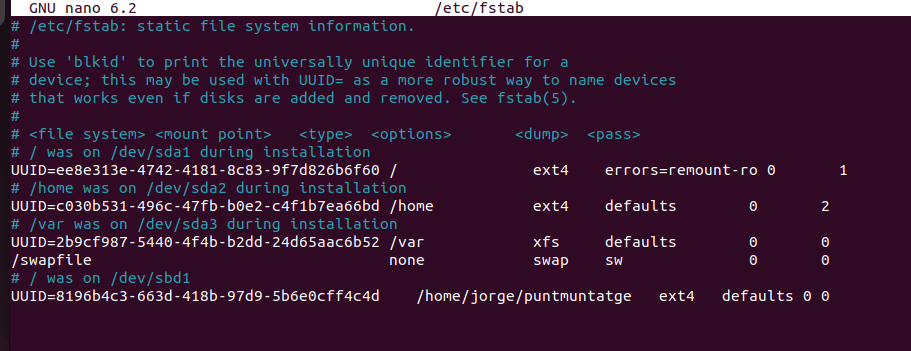 GNU nano 6.2 /etc/fstab
# /etc/fstab: static file system information.
#
# Use 'blkid' to print the universally unique identifier for a
# device; this may be used with UUID= as a more robust way to name devices
# that works even if disks are added and removed. See fstab(5).
#
# <file system> <mount point>   <type>  <options>       <dump>  <pass>
# / was on /dev/sda1 during installation
UUID=ee8e313e-4742-4181-8c83-9f7d826b6f60 /               ext4    errors=remount-ro 0       1
# /home was on /dev/sda2 during installation
UUID=c030b531-496c-47fb-b0e2-c4f1b7ea66bd /home           ext4    defaults        0       2
# /var was on /dev/sda3 during installation
UUID=2b9cf987-5440-4f4b-b2dd-24d65aac6b52 /var            xfs     defaults        0       0
/swapfile                                 none            swap    sw              0       0
# / was on /dev/sbd1
UUID=8196b4c3-663d-418b-97d9-5b6e0cff4c4d    /home/jorge/puntmuntatge   ext4   defaults 0 0